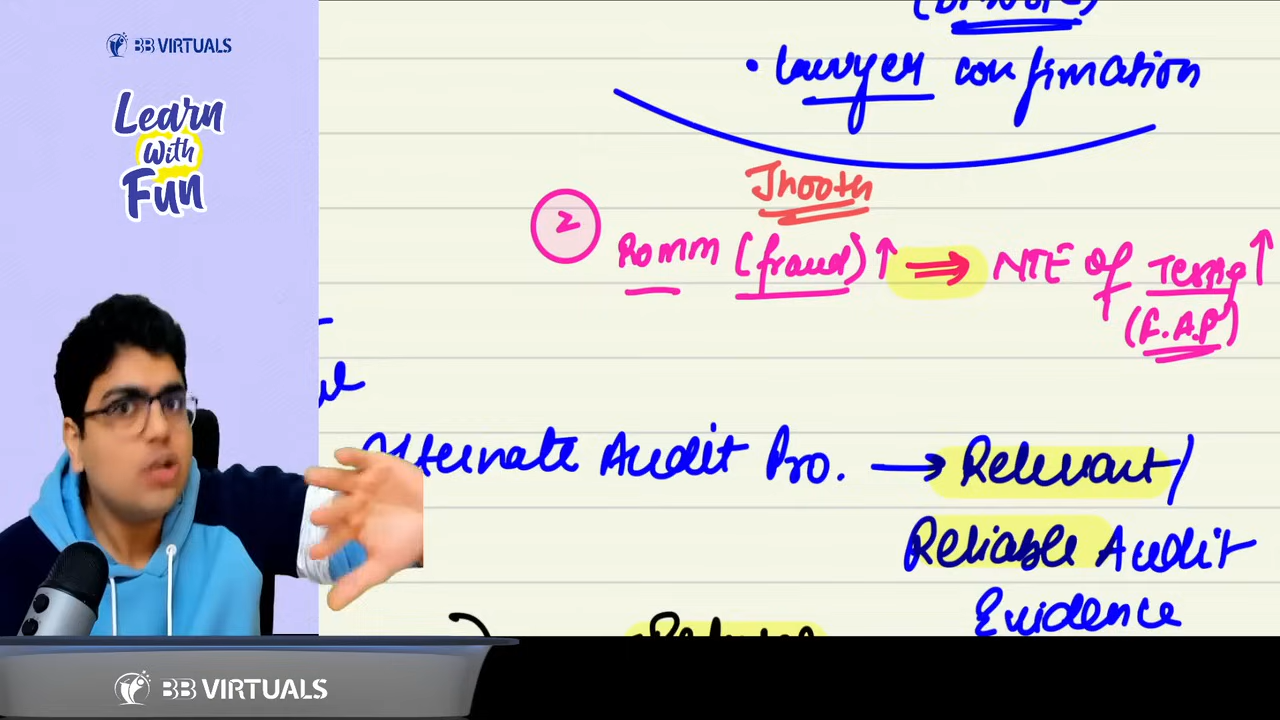 BB VIRTUALS
Learn
With
Fun
• Lawyer confirmation
Jhooth
2
ROMM (fraud) ↑ ⇒ NTE of Testing ↑
(F.A.P)
Alternate Audit Pro. → Relevant/
Reliable Audit
Evidence
BB VIRTUALS